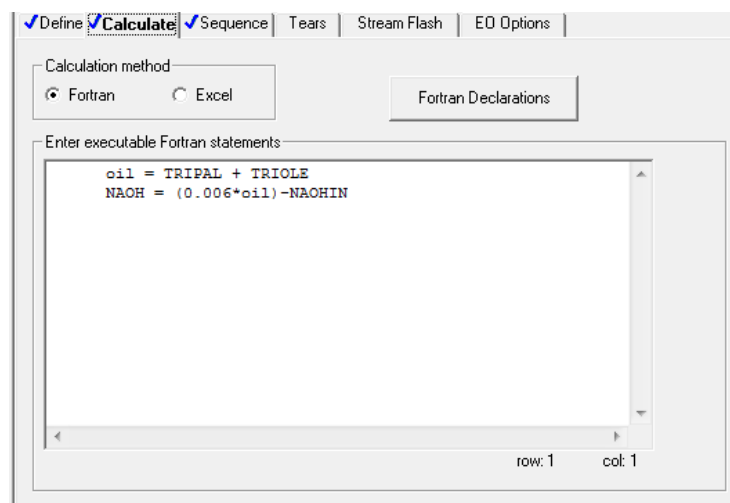 Define Calculate Sequence Tears Stream Flash EO Options
Calculation method
Fortran Excel Fortran Declarations
Enter executable Fortran statements
oil = TRIPAL + TRIOLE
NAOH = (0.006*oil)-NAOHIN
row: 1 col: 1